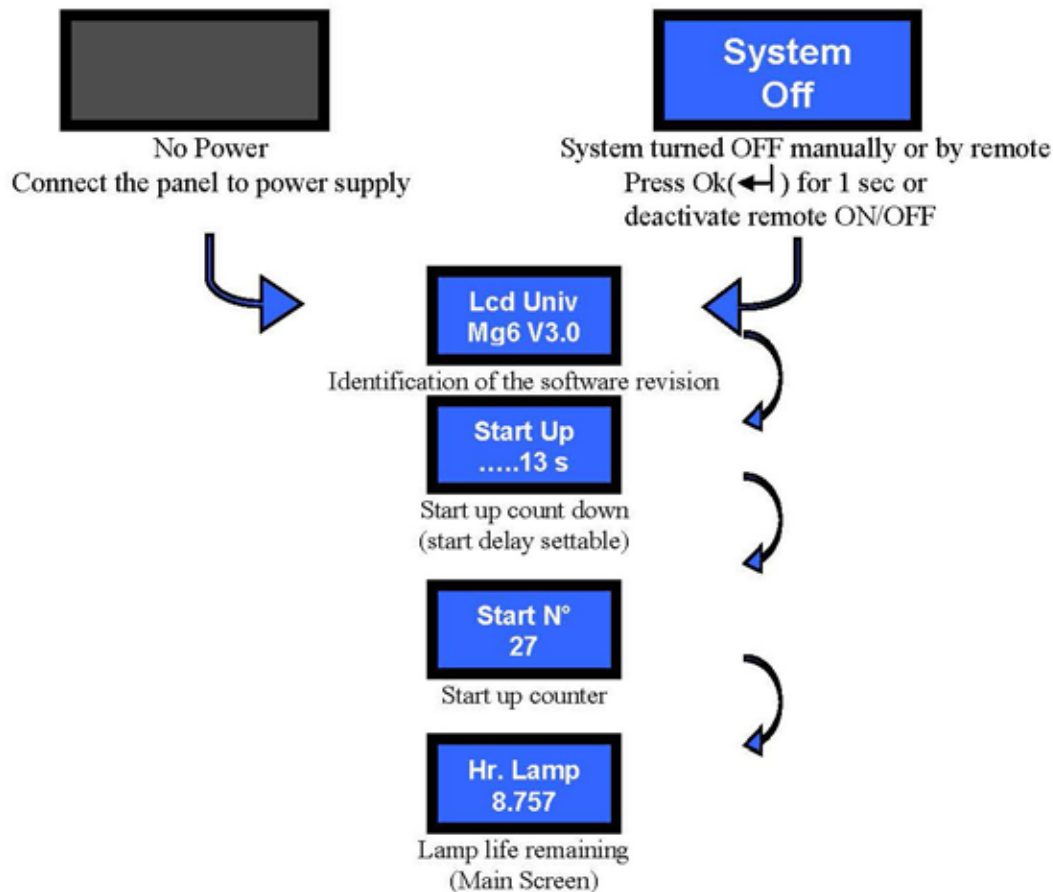 System
Off
No Power
Connect the panel to power supply
System turned OFF manually or by remote
Press Ok(↵) for 1 sec or
deactivate remote ON/OFF
Lcd Univ
Mg6 V3.0
Identification of the software revision
Start Up
.....13 s
Start up count down
(start delay settable)
Start N°
27
Start up counter
Hr. Lamp
8.757
Lamp life remaining
(Main Screen)